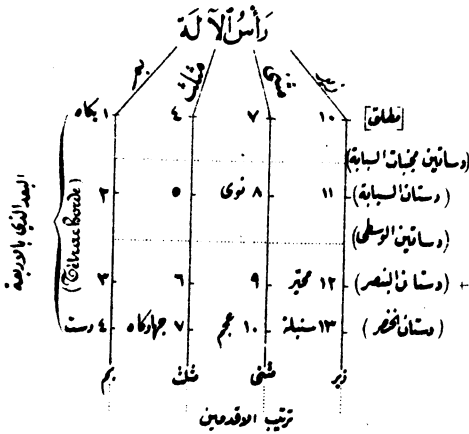 رأس الآلة
بم مثلث مثنى زير
[مطلق] ١٠ ٧ ٤ ١ يكاه
(دساتين مجنبات السبابة)
(دستان السبابة) ١١ ٨ نوى ٥ ٢
(دساتين الوسطى)
(دستان البنصر) ١٢ محيّر ٩ ٦ ٣
(دستان الخنصر) ١٣ سنبلة ١٠ عجم ٧ جهاركاه ٤ رست
زير مثنى مثلث بم
ترتيب الاقدمين
البعد الذي بالاربعة